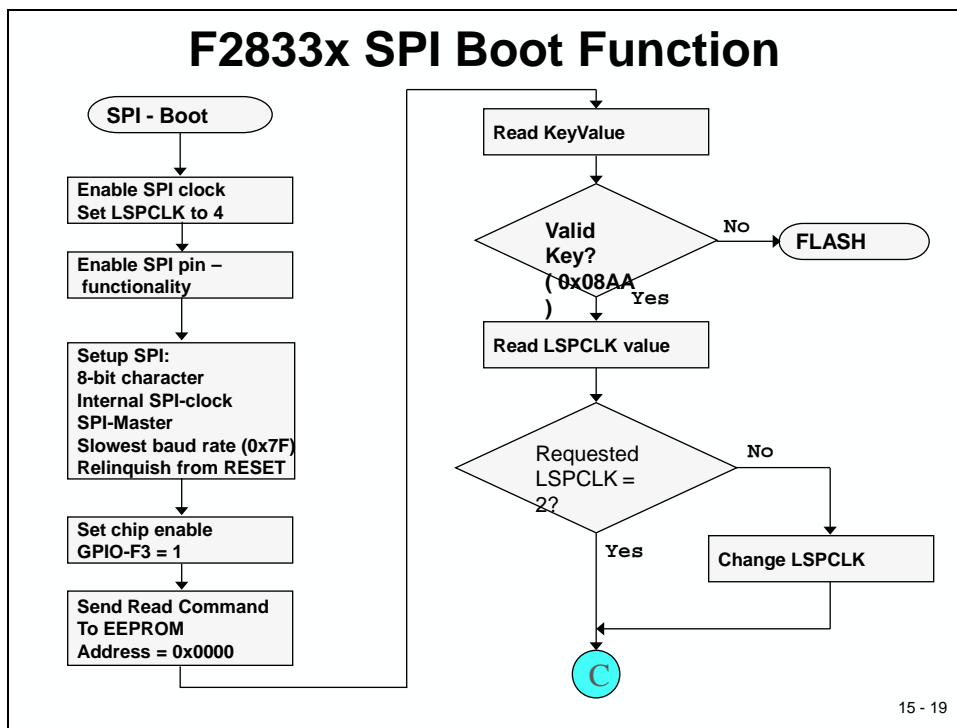 F2833x SPI Boot Function
SPI - Boot
Enable SPI clock
Set LSPCLK to 4
Enable SPI pin –
functionality
Setup SPI:
8-bit character
Internal SPI-clock
SPI-Master
Slowest baud rate (0x7F)
Relinquish from RESET
Set chip enable
GPIO-F3 = 1
Send Read Command
To EEPROM
Address = 0x0000
Read KeyValue
Valid
Key?
( 0x08AA
)
No
FLASH
Yes
Read LSPCLK value
Requested
LSPCLK =
2?
No
Yes
Change LSPCLK
C
15 - 19